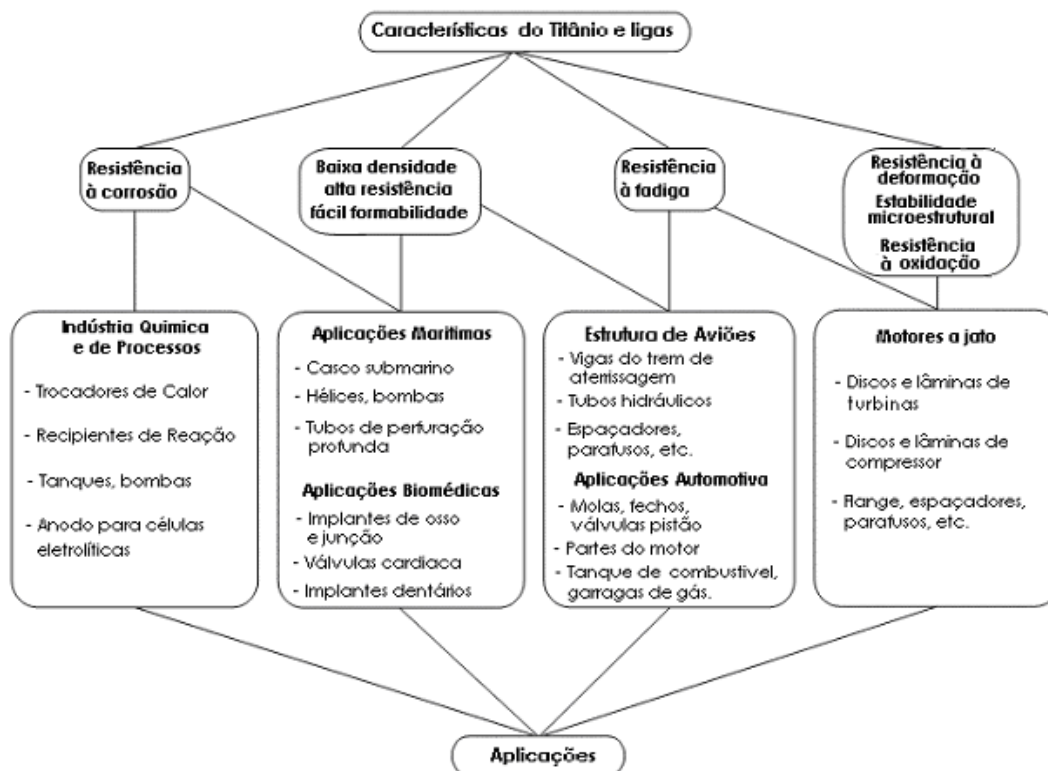 Características do Titânio e ligas
Resistência
à corrosão
Baixa densidade
alta resistência
fácil formabilidade
Resistência
à fadiga
Resistência à
deformação
Estabilidade
microestrutural
Resistência
à oxidação
Indústria Química
e de Processos
- Trocadores de Calor
- Recipientes de Reação
- Tanques, bombas
- Anodo para células
eletrolíticas
Aplicações Marítimas
- Casco submarino
- Hélices, bombas
- Tubos de perfuração
profunda
Aplicações Biomédicas
- Implantes de osso
e junção
- Válvulas cardiaca
- Implantes dentários
Estrutura de Aviões
- Vigas do trem de
aterrissagem
- Tubos hidráulicos
- Espaçadores,
parafusos, etc.
Aplicações Automotiva
- Molas, fechos,
válvulas pistão
- Partes do motor
- Tanque de combustivel,
garragas de gás.
Motores a jato
- Discos e lâminas de
turbinas
- Discos e lâminas de
compressor
- Flange, espaçadores,
parafusos, etc.
Aplicações